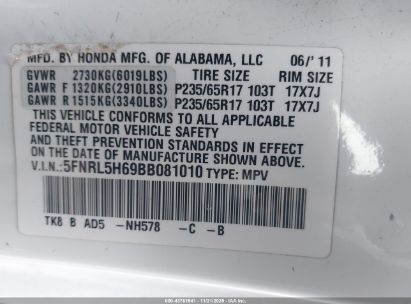 MFD. BY HONDA MFG. OF ALABAMA, LLC 06/'11
GVWR 2730KG(6019LBS) TIRE SIZE RIM SIZE
GAWR F 1320KG(2910LBS) P235/65R17 103T 17X7J
GAWR R 1515KG(3340LBS) P235/65R17 103T 17X7J
THIS VEHICLE CONFORMS TO ALL APPLICABLE
FEDERAL MOTOR VEHICLE SAFETY
AND THEFT PREVENTION STANDARDS IN EFFECT
ON THE DATE OF MANUFACTURE SHOWN ABOVE.
V.I.N.: 5FNRL5H69BB081010 TYPE: MPV
TK8 B AD5 -NH578 -C -B